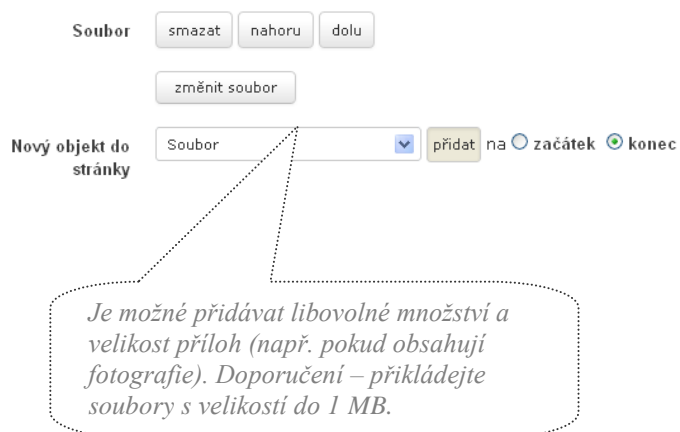 Soubor smazat nahoru dolu
změnit soubor
Nový objekt do Soubor přidat na začátek konec
stránky
Je možné přidávat libovolné množství a
velikost příloh (např. pokud obsahují
fotografie). Doporučení – přikládejte
soubory s velikostí do 1 MB.